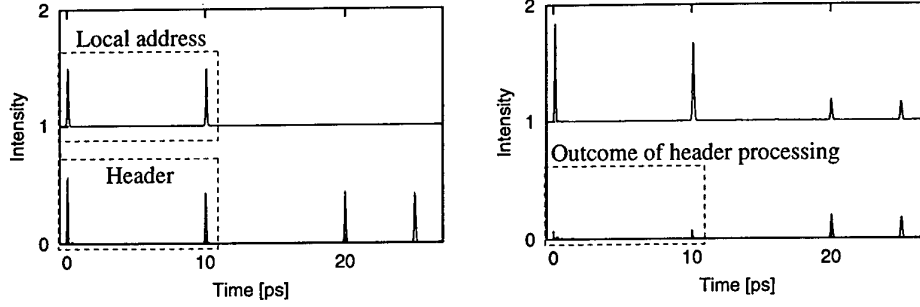 2
Local address
Intensity
1
Header
0
0
10
20
Time [ps]
2
Intensity
1
Outcome of header processing
0
0
10
20
Time [ps]